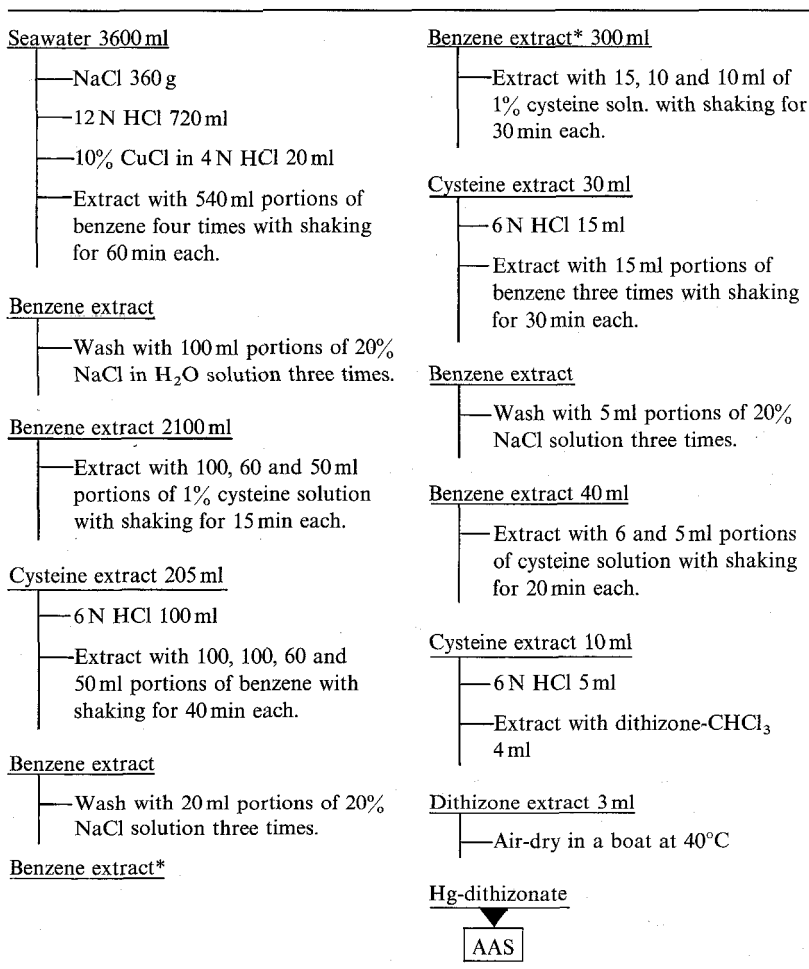 Seawater 3600 ml
NaCl 360 g
12 N HCl 720 ml
10% CuCl in 4 N HCl 20 ml
Extract with 540 ml portions of
benzene four times with shaking
for 60 min each.
Benzene extract
Wash with 100 ml portions of 20%
NaCl in H₂O solution three times.
Benzene extract 2100 ml
Extract with 100, 60 and 50 ml
portions of 1% cysteine solution
with shaking for 15 min each.
Cysteine extract 205 ml
6 N HCl 100 ml
Extract with 100, 100, 60 and
50 ml portions of benzene with
shaking for 40 min each.
Benzene extract
Wash with 20 ml portions of 20%
NaCl solution three times.
Benzene extract*
Benzene extract* 300 ml
Extract with 15, 10 and 10 ml of
1% cysteine soln. with shaking for
30 min each.
Cysteine extract 30 ml
6 N HCl 15 ml
Extract with 15 ml portions of
benzene three times with shaking
for 30 min each.
Benzene extract
Wash with 5 ml portions of 20%
NaCl solution three times.
Benzene extract 40 ml
Extract with 6 and 5 ml portions
of cysteine solution with shaking
for 20 min each.
Cysteine extract 10 ml
6 N HCl 5 ml
Extract with dithizone-CHCl₃
4 ml
Dithizone extract 3 ml
Air-dry in a boat at 40°C
Hg-dithizonate
AAS